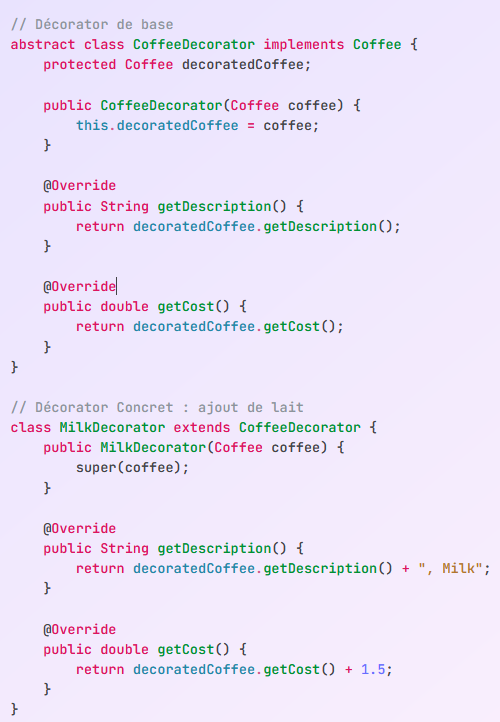 // Décorator de base
abstract class CoffeeDecorator implements Coffee {
    protected Coffee decoratedCoffee;

    public CoffeeDecorator(Coffee coffee) {
        this.decoratedCoffee = coffee;
    }

    @Override
    public String getDescription() {
        return decoratedCoffee.getDescription();
    }

    @Override
    public double getCost() {
        return decoratedCoffee.getCost();
    }
}

// Décorator Concret : ajout de lait
class MilkDecorator extends CoffeeDecorator {
    public MilkDecorator(Coffee coffee) {
        super(coffee);
    }

    @Override
    public String getDescription() {
        return decoratedCoffee.getDescription() + ", Milk";
    }

    @Override
    public double getCost() {
        return decoratedCoffee.getCost() + 1.5;
    }
}